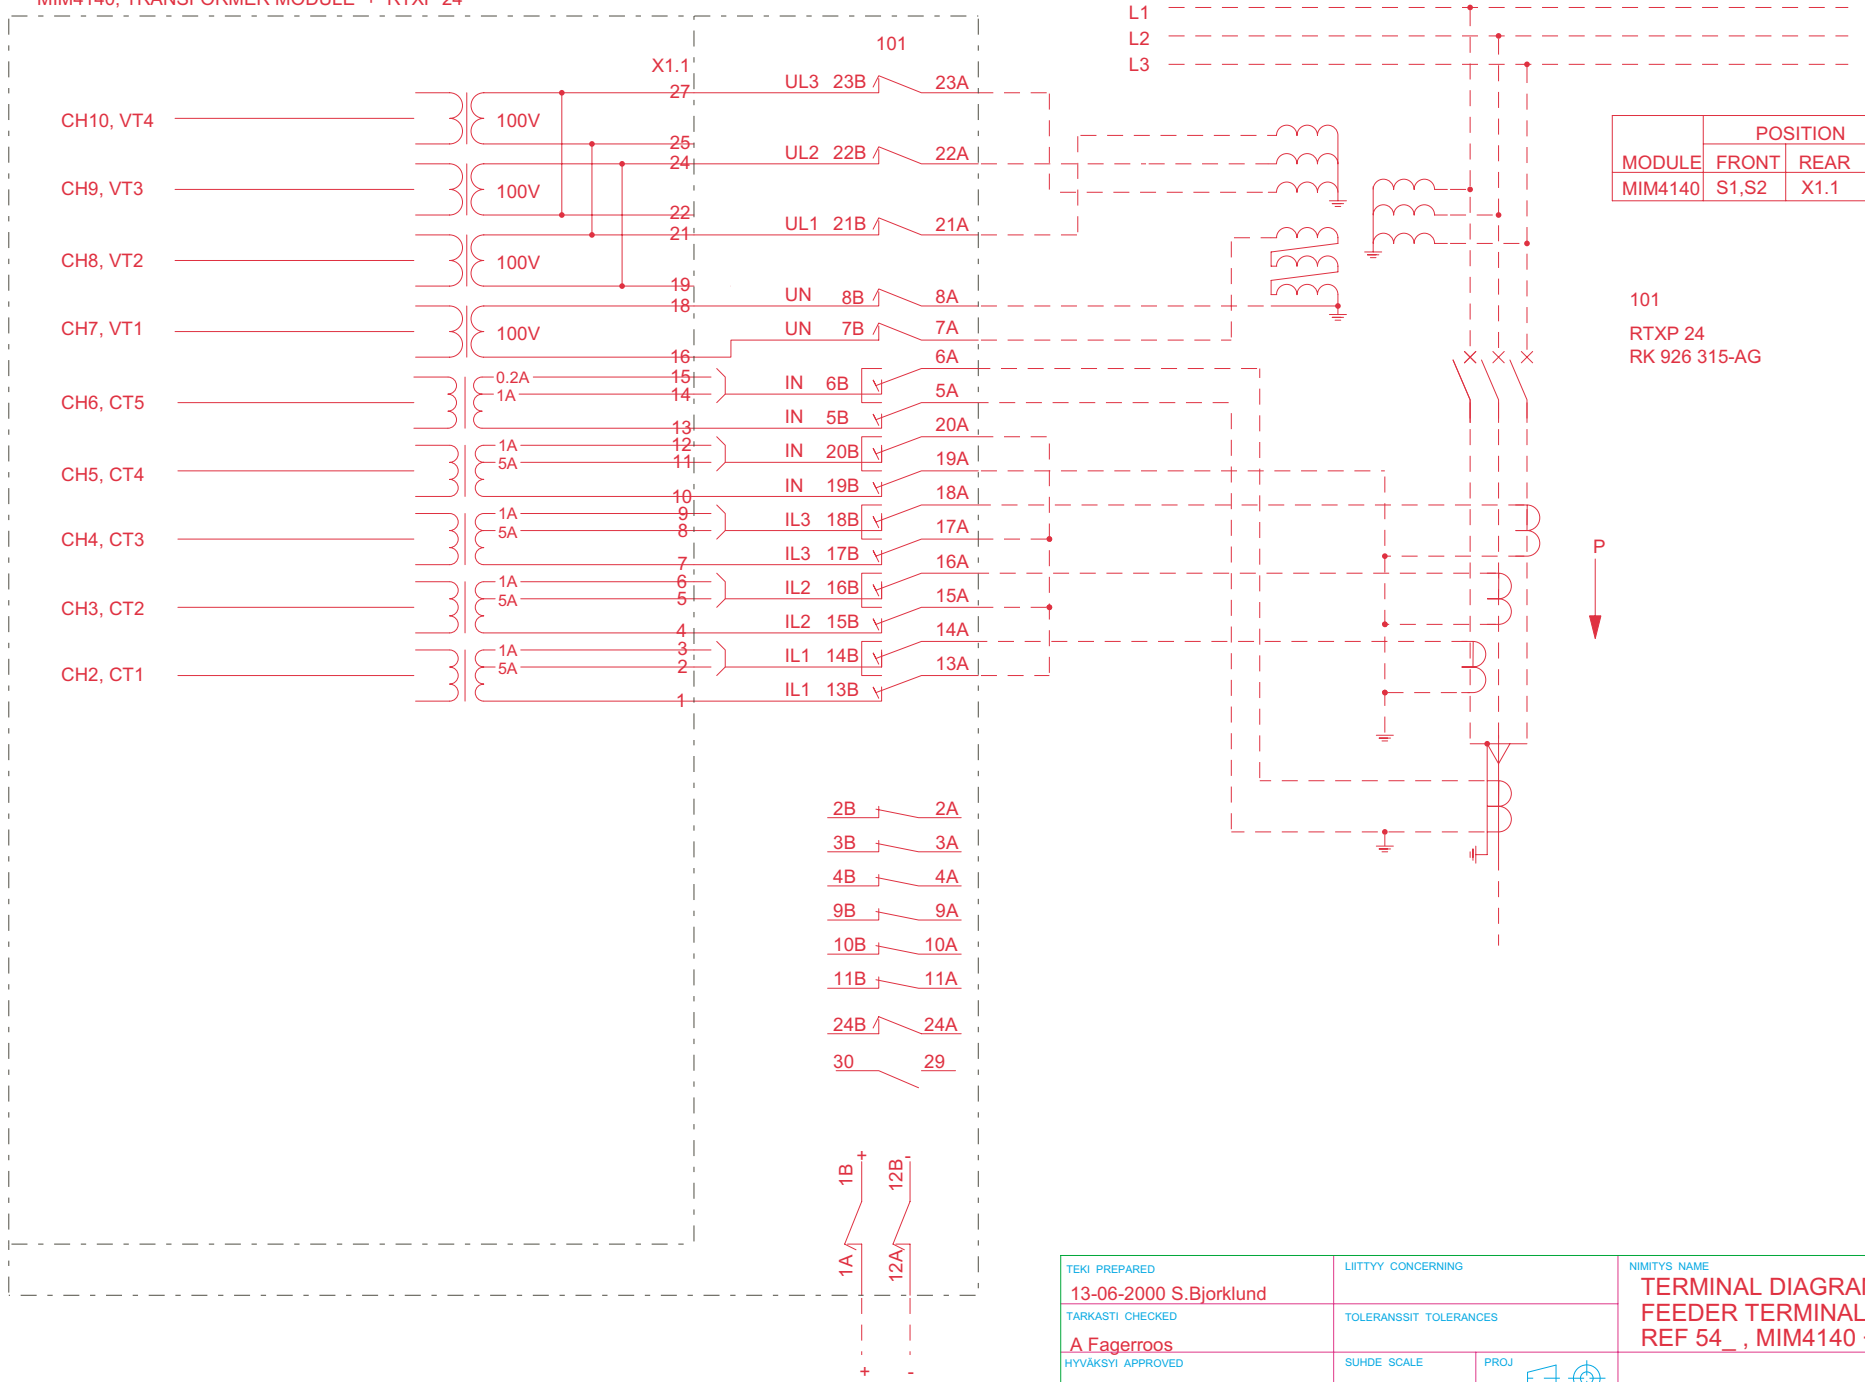 MIM4140, TRANSFORMER MODULE + RTXP 24
L1
L2
L3
101
X1.1
27 UL3 23B 23A
CH10, VT4 100V
25
24 UL2 22B 22A
CH9, VT3 100V
22
21 UL1 21B 21A
CH8, VT2 100V
19
18 UN 8B 8A
CH7, VT1 100V
UN 7B 7A
16
6A
0.2A 15
1A 14 IN 6B
CH6, CT5
5A
13 IN 5B
20A
1A 12
5A 11 IN 20B
CH5, CT4
19A
10 IN 19B
18A
1A 9
5A 8 IL3 18B
CH4, CT3
17A
7 IL3 17B
16A
1A 6
5A 5 IL2 16B
CH3, CT2
15A
4 IL2 15B
14A
1A 3
5A 2 IL1 14B
CH2, CT1
13A
1 IL1 13B
POSITION
MODULE FRONT REAR
MIM4140 S1,S2 X1.1
101
RTXP 24
RK 926 315-AG
P
2B 2A
3B 3A
4B 4A
9B 9A
10B 10A
11B 11A
24B 24A
30 29
+ -
1B 12B
1A 12A
+ -
TEKI PREPARED
13-06-2000 S.Bjorklund
TARKASTI CHECKED
A Fagerroos
HYVÄKSYI APPROVED
LIITTYY CONCERNING
TOLERANSSIT TOLERANCES
SUHDE SCALE
PROJ
NIMITYS NAME
TERMINAL DIAGRAM
FEEDER TERMINAL
REF 54_ , MIM4140